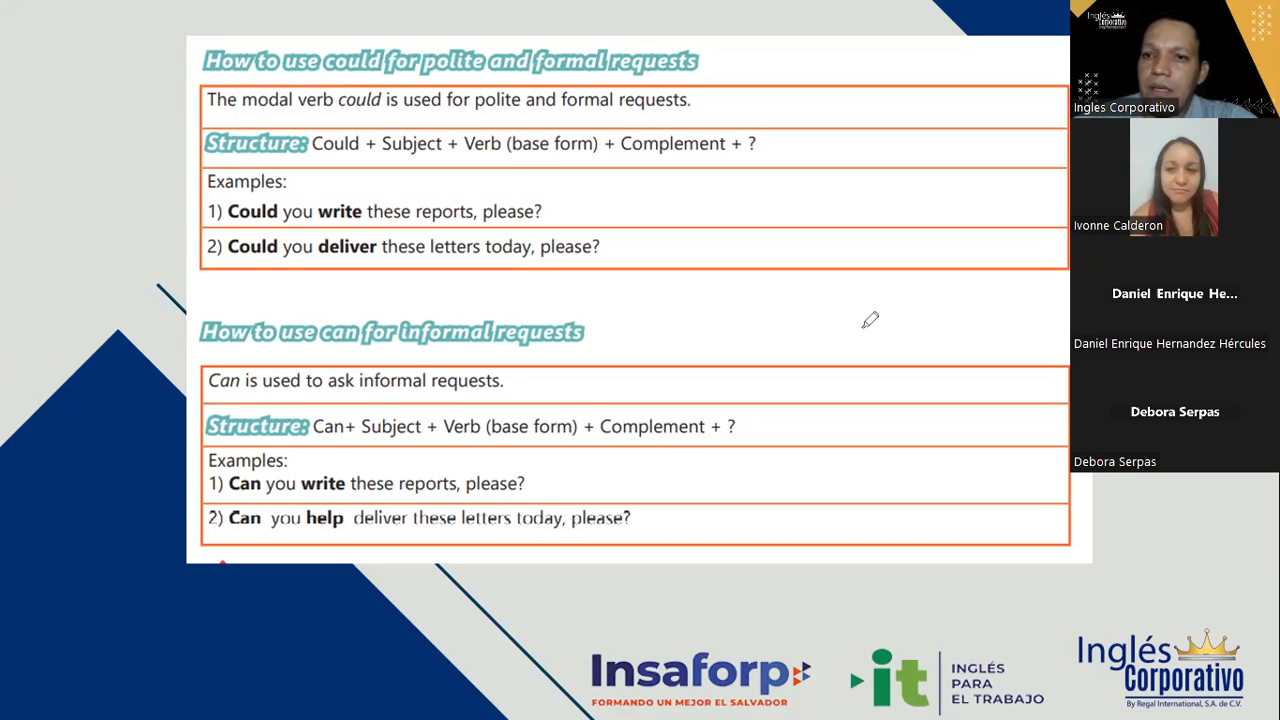 How to use could for polite and formal requests
The modal verb could is used for polite and formal requests.
Structure: Could + Subject + Verb (base form) + Complement + ?
Examples:
1) Could you write these reports, please?
2) Could you deliver these letters today, please?
How to use can for informal requests
Can is used to ask informal requests.
Structure: Can+ Subject + Verb (base form) + Complement + ?
Examples:
1) Can you write these reports, please?
2) Can you help deliver these letters today, please?
Inglés
Corporativo
Ingles Corporativo
Ivonne Calderon
Daniel Enrique He...
Daniel Enrique Hernandez Hércules
Debora Serpas
Debora Serpas
Insaforp
FORMANDO UN MEJOR EL SALVADOR
it
INGLÉS
PARA
EL TRABAJO
Inglés
Corporativo
By Regal International, S.A. de C.V.